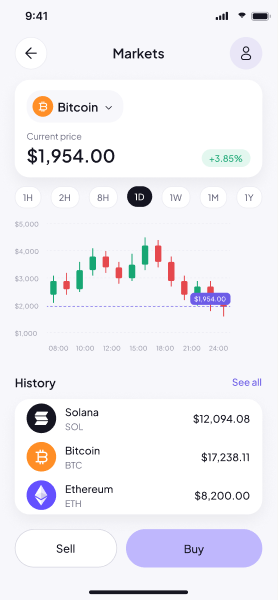 9:41
Markets
Bitcoin
Current price
$1,954.00
+3.85%
1H 2H 8H 1D 1W 1M 1Y
$5,000
$4,000
$3,000
$2,000
$1,000
$1,954.00
08:00 10:00 12:00 15:00 18:00 21:00 24:00
History See all
Solana
SOL
$12,094.08
Bitcoin
BTC
$17,238.11
Ethereum
ETH
$8,200.00
Sell Buy